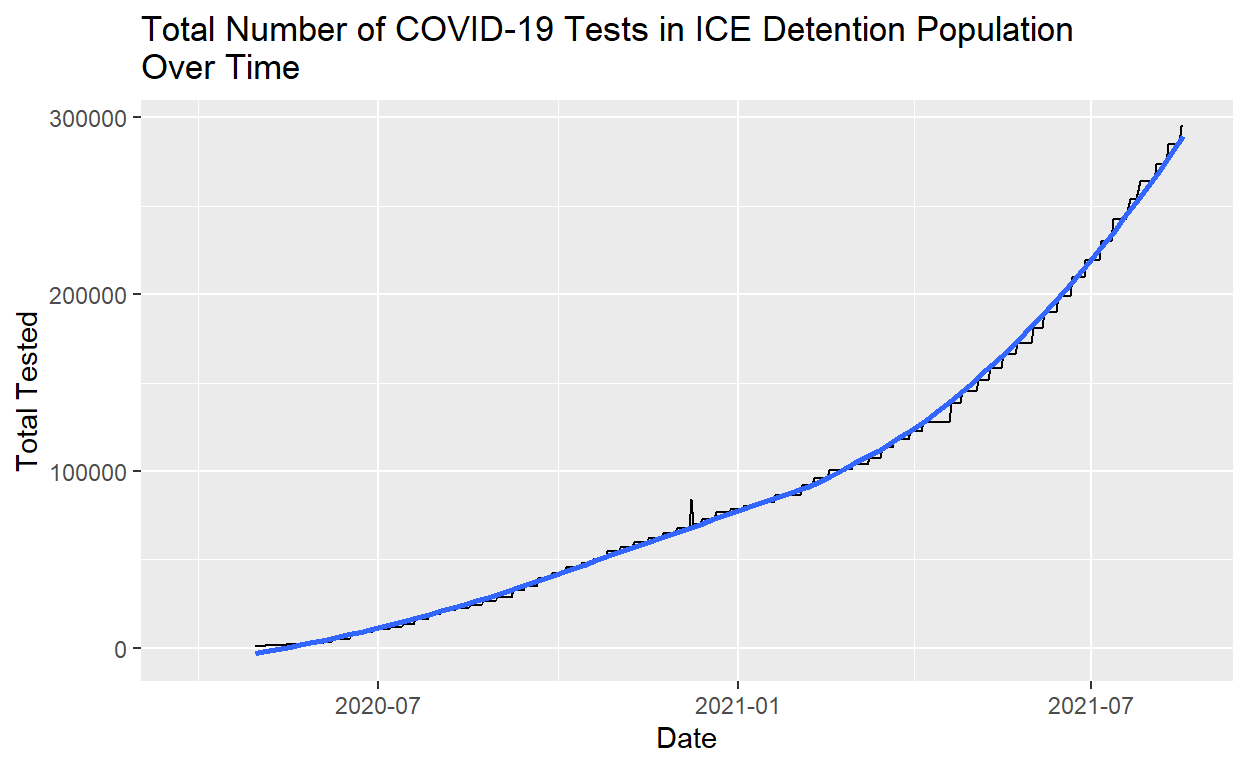 Total Number of COVID-19 Tests in ICE Detention Population
Over Time
300000
200000
100000
0
Total Tested
2020-07
2021-01
2021-07
Date